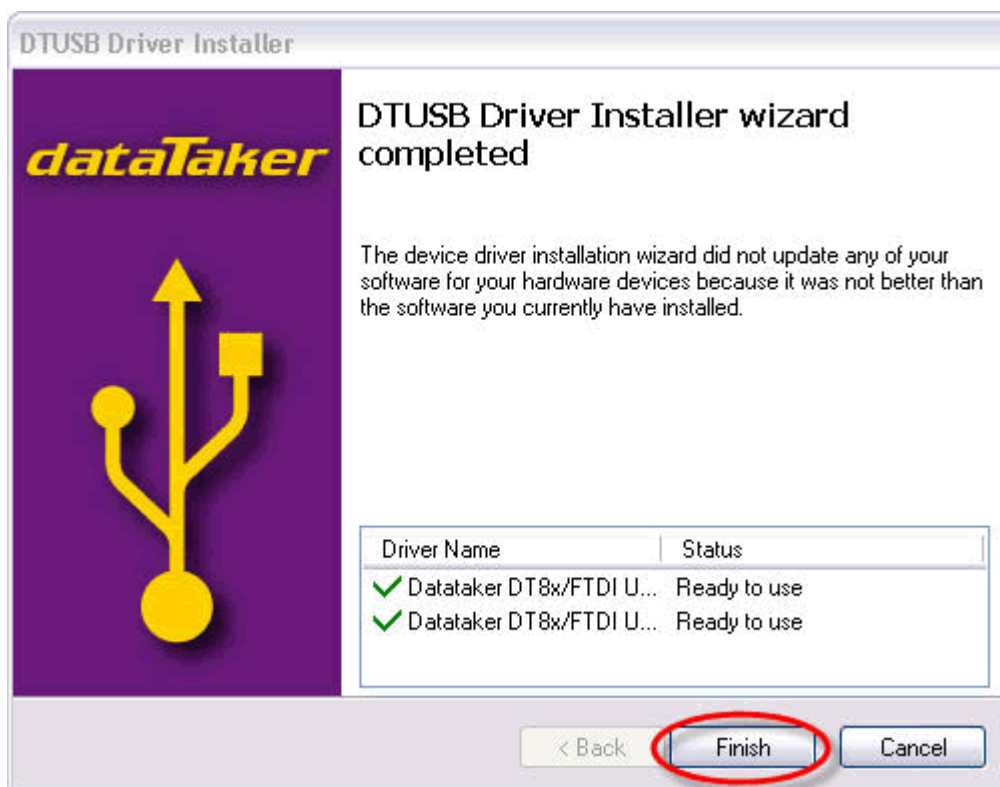 DTUSB Driver Installer
dataTaker
DTUSB Driver Installer wizard
completed
The device driver installation wizard did not update any of your
software for your hardware devices because it was not better than
the software you currently have installed.
Driver Name Status
Datataker DT8x/FTDI U... Ready to use
Datataker DT8x/FTDI U... Ready to use
< Back Finish Cancel